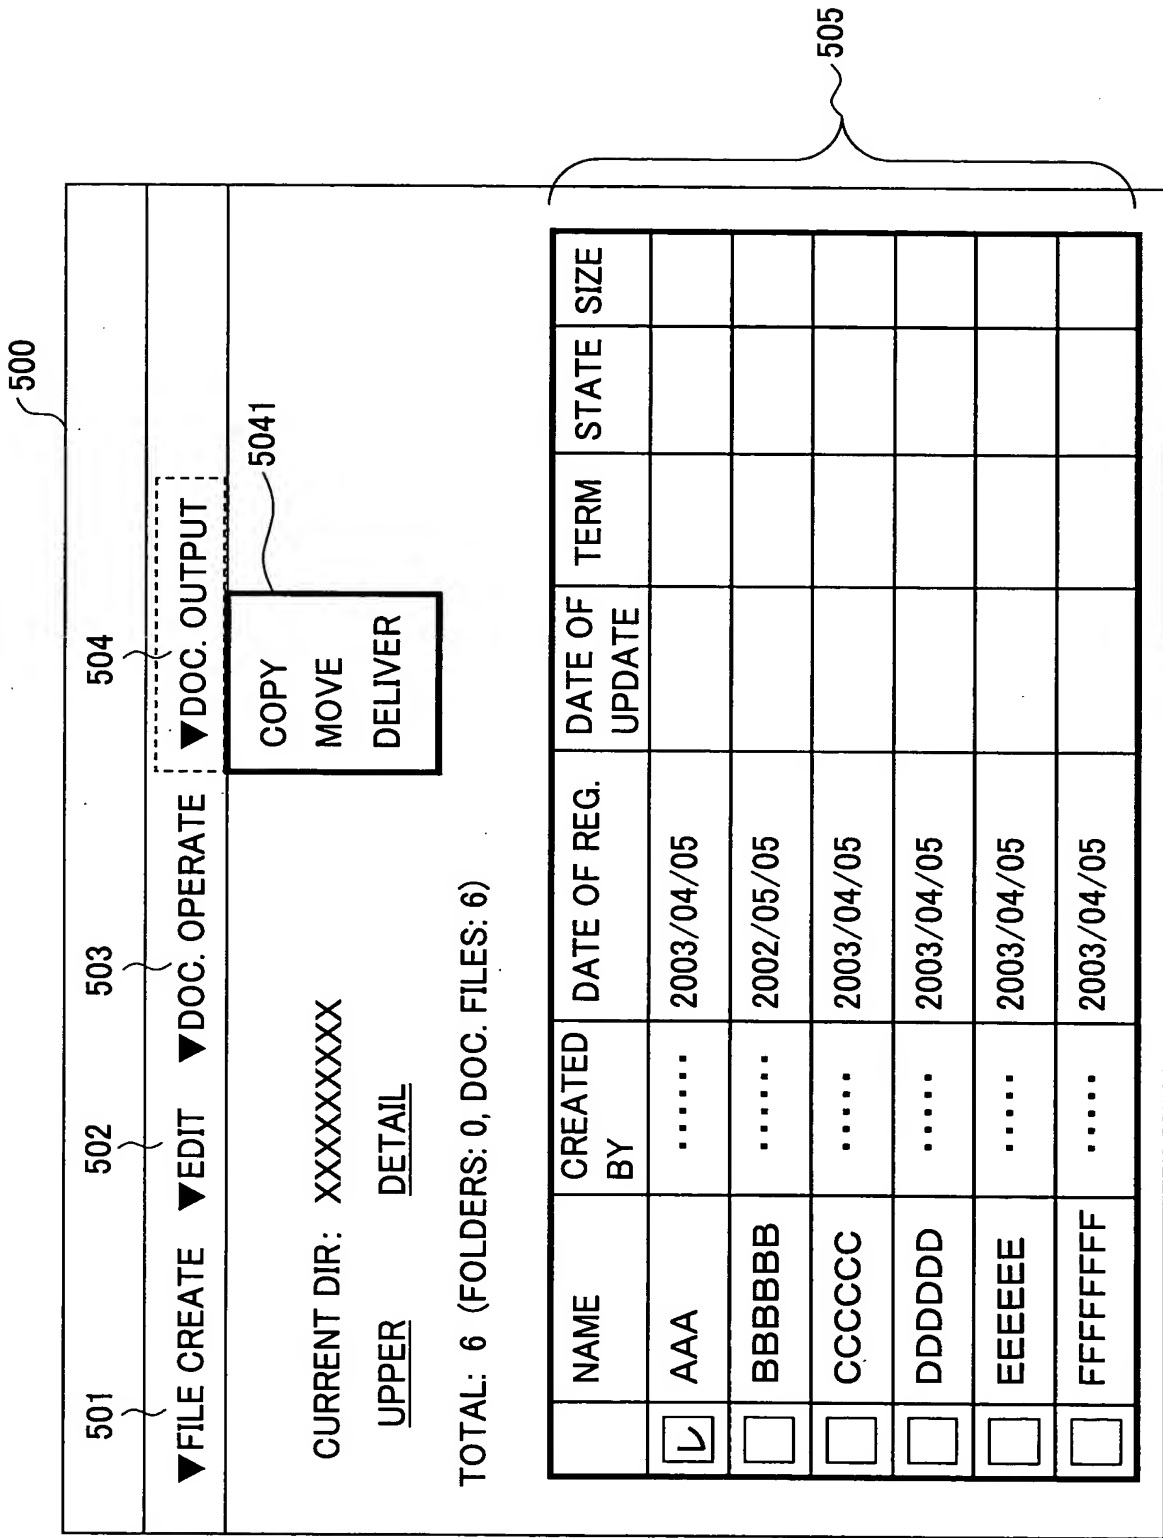 500
501 502 503 504
▼FILE CREATE ▼EDIT ▼DOC. OPERATE ▼DOC. OUTPUT
5041
COPY
MOVE
DELIVER
CURRENT DIR: XXXXXXXX
UPPER DETAIL
TOTAL: 6 (FOLDERS: 0, DOC. FILES: 6)
NAME CREATED BY DATE OF REG. DATE OF UPDATE TERM STATE SIZE
AAA ...... 2003/04/05
BBBBBB ...... 2002/05/05
CCCCCC ..... 2003/04/05
DDDDDD ..... 2003/04/05
EEEEEE ..... 2003/04/05
FFFFFFFF ..... 2003/04/05
505